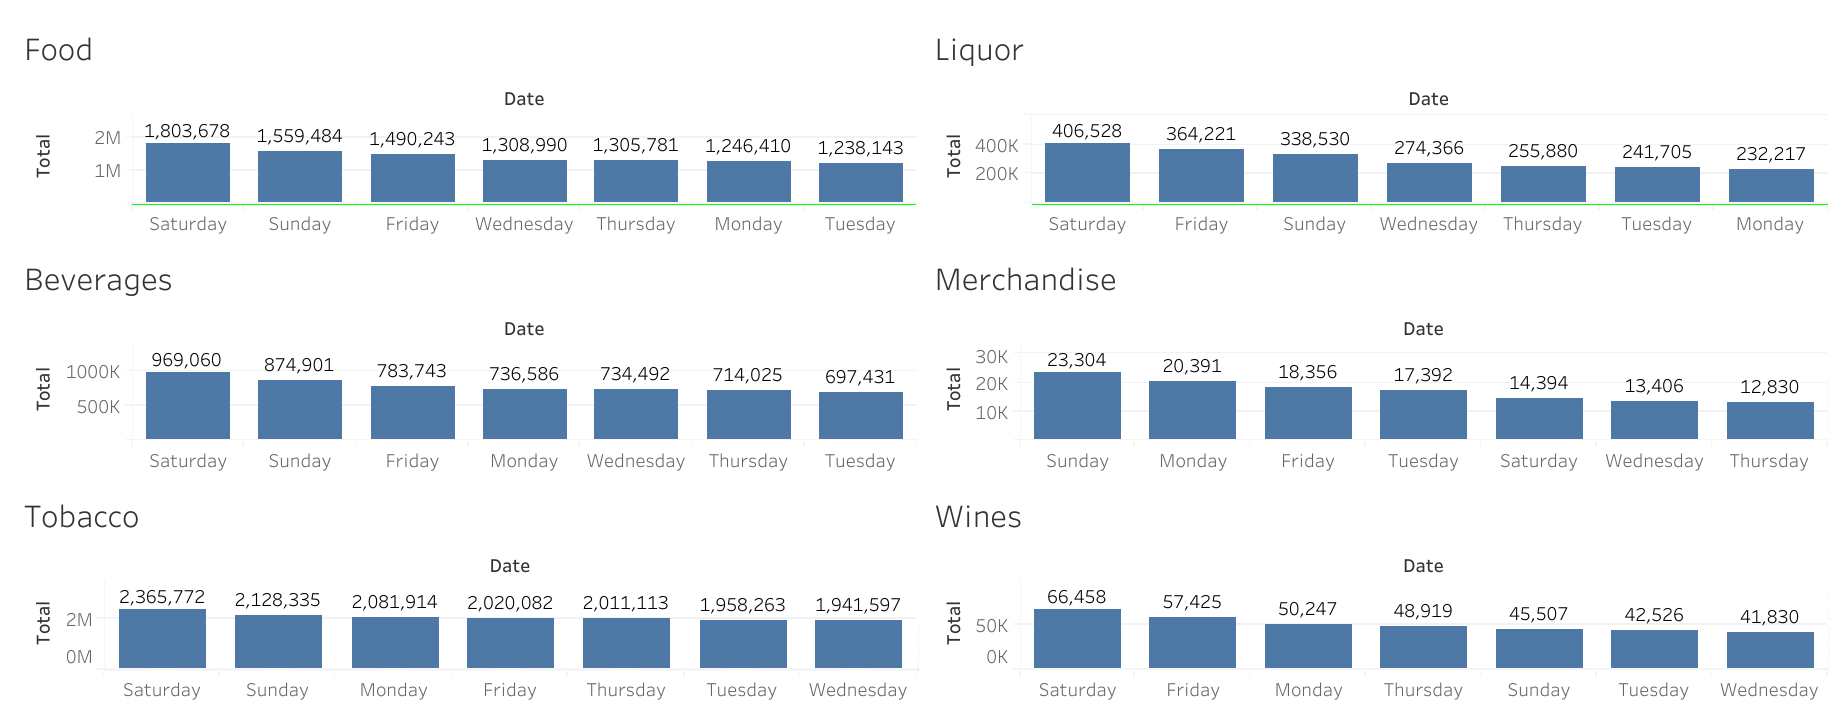 Food
Date
Total
2M
1M
1,803,678
1,559,484
1,490,243
1,308,990
1,305,781
1,246,410
1,238,143
Saturday
Sunday
Friday
Wednesday
Thursday
Monday
Tuesday
Liquor
Date
Total
400K
200K
406,528
364,221
338,530
274,366
255,880
241,705
232,217
Saturday
Friday
Sunday
Wednesday
Thursday
Tuesday
Monday
Beverages
Date
Total
1000K
500K
969,060
874,901
783,743
736,586
734,492
714,025
697,431
Saturday
Sunday
Friday
Monday
Wednesday
Thursday
Tuesday
Merchandise
Date
Total
30K
20K
10K
23,304
20,391
18,356
17,392
14,394
13,406
12,830
Sunday
Monday
Friday
Tuesday
Saturday
Wednesday
Thursday
Tobacco
Date
Total
2M
0M
2,365,772
2,128,335
2,081,914
2,020,082
2,011,113
1,958,263
1,941,597
Saturday
Sunday
Monday
Friday
Thursday
Tuesday
Wednesday
Wines
Date
Total
50K
0K
66,458
57,425
50,247
48,919
45,507
42,526
41,830
Saturday
Friday
Monday
Thursday
Sunday
Tuesday
Wednesday